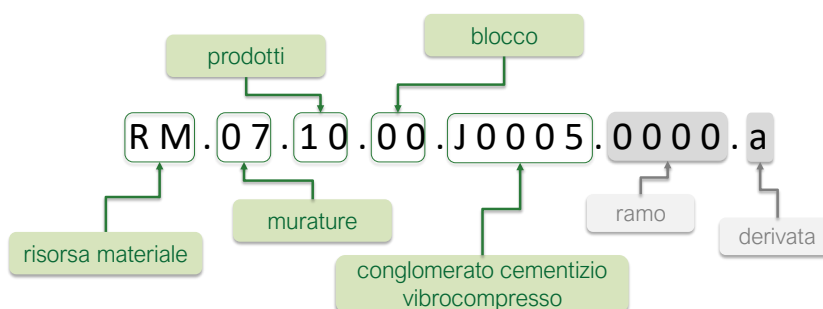 blocco
prodotti
RM.07.10.00.J0005.0000.a
murature
ramo
derivata
risorsa materiale
conglomerato cementizio
vibrocompresso